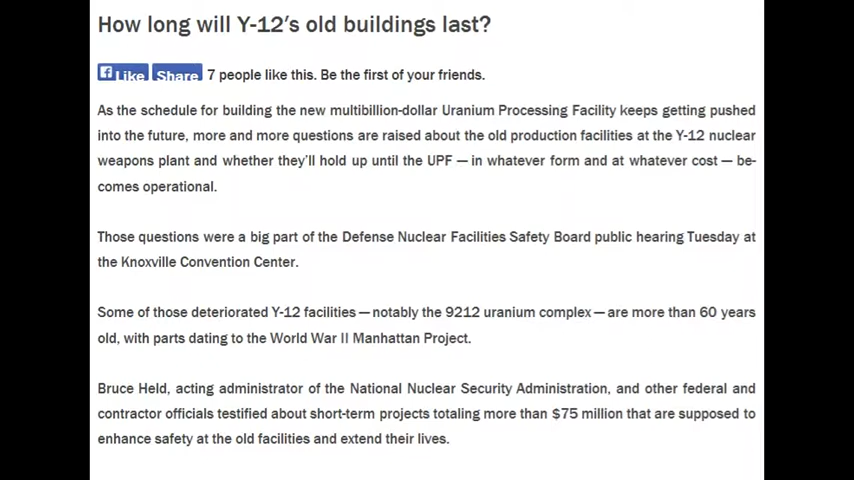 How long will Y-12′s old buildings last?
Like Share 7 people like this. Be the first of your friends.
As the schedule for building the new multibillion-dollar Uranium Processing Facility keeps getting pushed
into the future, more and more questions are raised about the old production facilities at the Y-12 nuclear
weapons plant and whether they’ll hold up until the UPF — in whatever form and at whatever cost — be-
comes operational.
Those questions were a big part of the Defense Nuclear Facilities Safety Board public hearing Tuesday at
the Knoxville Convention Center.
Some of those deteriorated Y-12 facilities — notably the 9212 uranium complex — are more than 60 years
old, with parts dating to the World War II Manhattan Project.
Bruce Held, acting administrator of the National Nuclear Security Administration, and other federal and
contractor officials testified about short-term projects totaling more than $75 million that are supposed to
enhance safety at the old facilities and extend their lives.